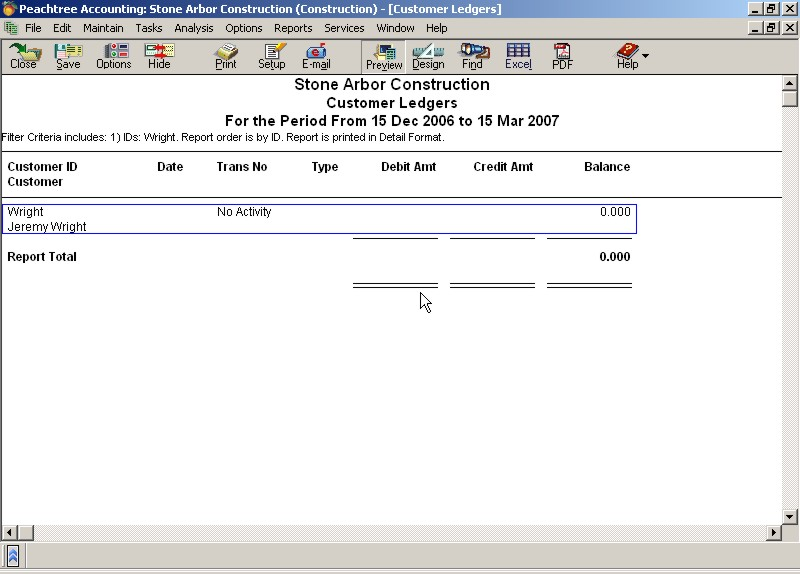 Peachtree Accounting: Stone Arbor Construction (Construction) - [Customer Ledgers]
File Edit Maintain Tasks Analysis Options Reports Services Window Help
Close Save Options Hide Print Setup E-mail Preview Design Find Excel PDF Help
Stone Arbor Construction
Customer Ledgers
For the Period From 15 Dec 2006 to 15 Mar 2007
Filter Criteria includes: 1) IDs: Wright. Report order is by ID. Report is printed in Detail Format.
Customer ID Date Trans No Type Debit Amt Credit Amt Balance
Customer
Wright No Activity 0.000
Jeremy Wright
Report Total 0.000